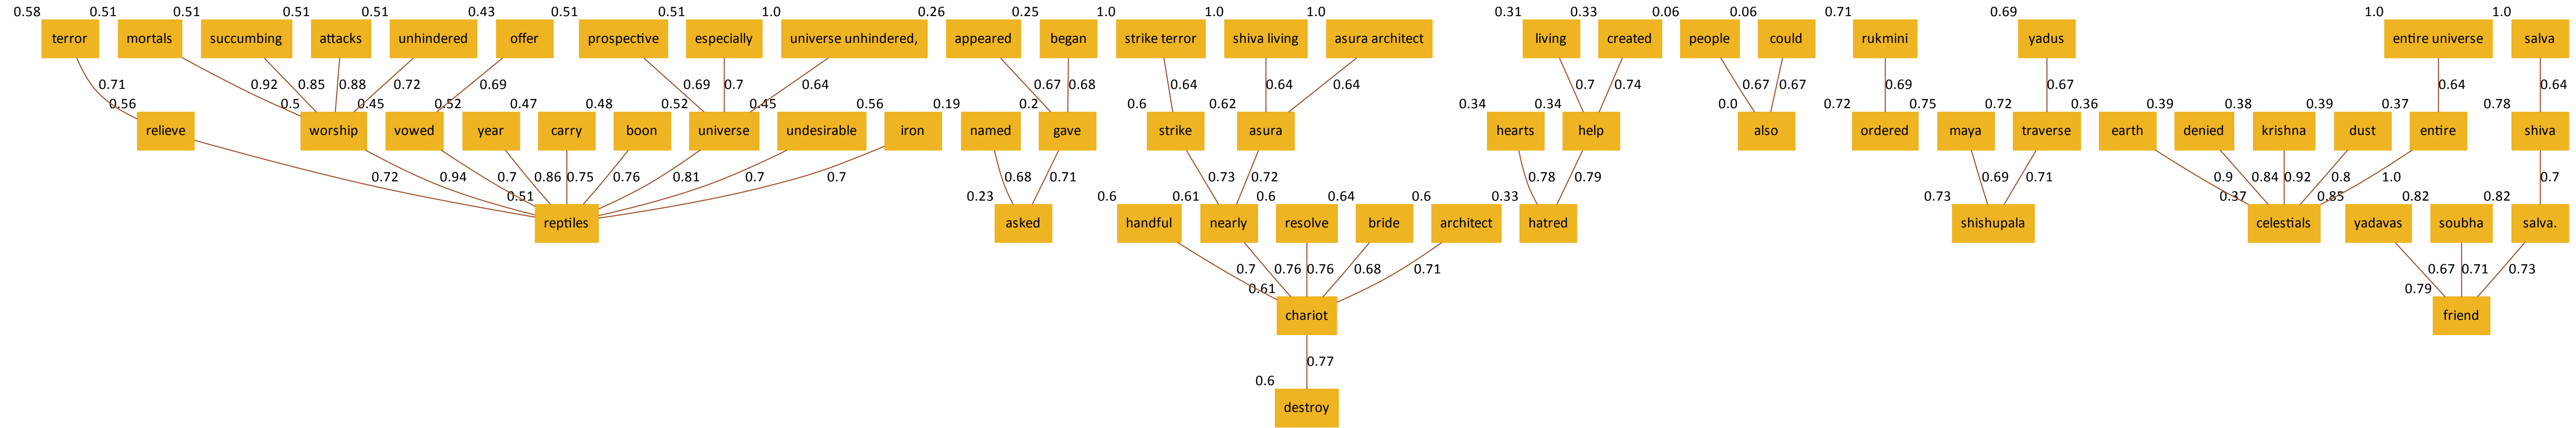 0.58 0.51 0.51 0.51 0.51 0.43 0.51 0.51 1.0 0.26 0.25 1.0 1.0 1.0 0.31 0.33 0.06 0.06 0.71 0.69 1.0 1.0
terror mortals succumbing attacks unhindered offer prospective especially universe unhindered, appeared began strike terror shiva living asura architect living created people could rukmini yadus entire universe salva
0.71 0.92 0.85 0.88 0.72 0.69 0.69 0.7 0.64 0.67 0.68 0.64 0.64 0.64 0.7 0.74 0.67 0.67 0.69 0.67 0.64 0.64
0.56 0.5 0.45 0.52 0.47 0.48 0.52 0.45 0.56 0.19 0.2 0.6 0.62 0.34 0.34 0.0 0.72 0.75 0.72 0.36 0.39 0.38 0.39 0.37 0.78
relieve worship vowed year carry boon universe undesirable iron named gave strike asura hearts help also ordered maya traverse earth denied krishna dust entire shiva
0.72 0.94 0.7 0.86 0.75 0.76 0.81 0.7 0.7 0.68 0.71 0.73 0.72 0.78 0.79 0.69 0.71 0.9 0.84 0.92 0.8 1.0 0.7
0.51 0.23 0.6 0.61 0.6 0.64 0.6 0.33 0.73 0.37 0.85 0.82 0.82
reptiles asked handful nearly resolve bride architect hatred shishupala celestials yadavas soubha salva.
0.7 0.76 0.76 0.68 0.71 0.67 0.71 0.73
0.61 0.79
chariot friend
0.77
0.6
destroy